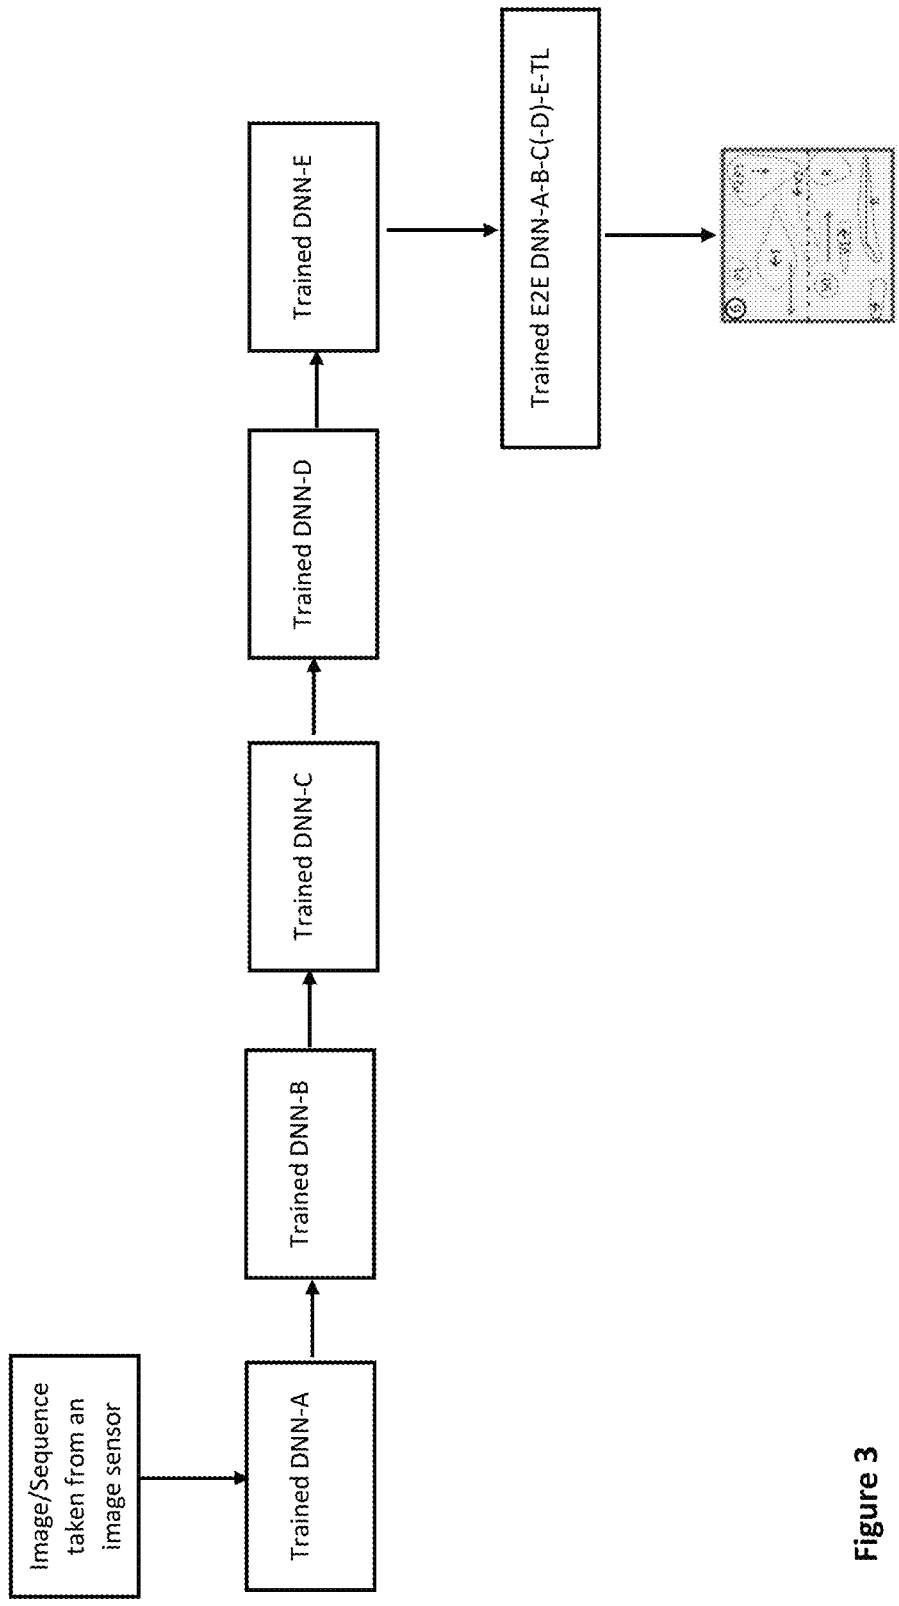 Image/Sequence
taken from an
image sensor
Trained DNN-A
Trained DNN-B
Trained DNN-C
Trained DNN-D
Trained DNN-E
Trained E2E DNN-A-B-C(-D)-E-TL
Figure 3